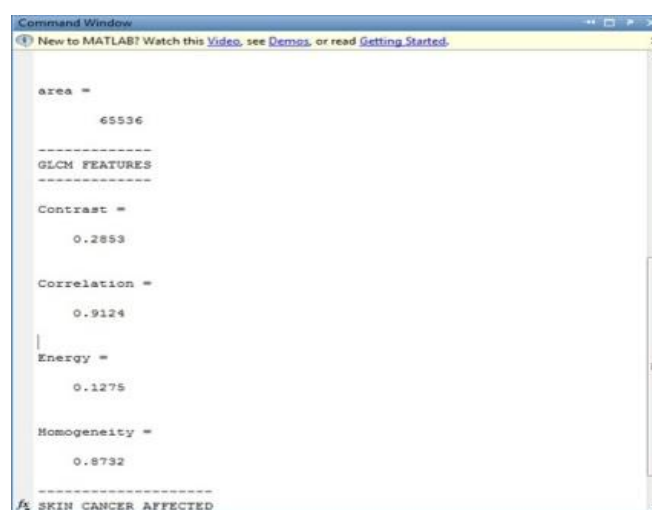 Command Window
New to MATLAB? Watch this Video, see Demos, or read Getting Started.
area =
65536
-------------
GLCM FEATURES
-------------
Contrast =
0.2853
Correlation =
0.9124
Energy =
0.1275
Homogeneity =
0.8732
--------------------
fx SKIN CANCER AFFECTED